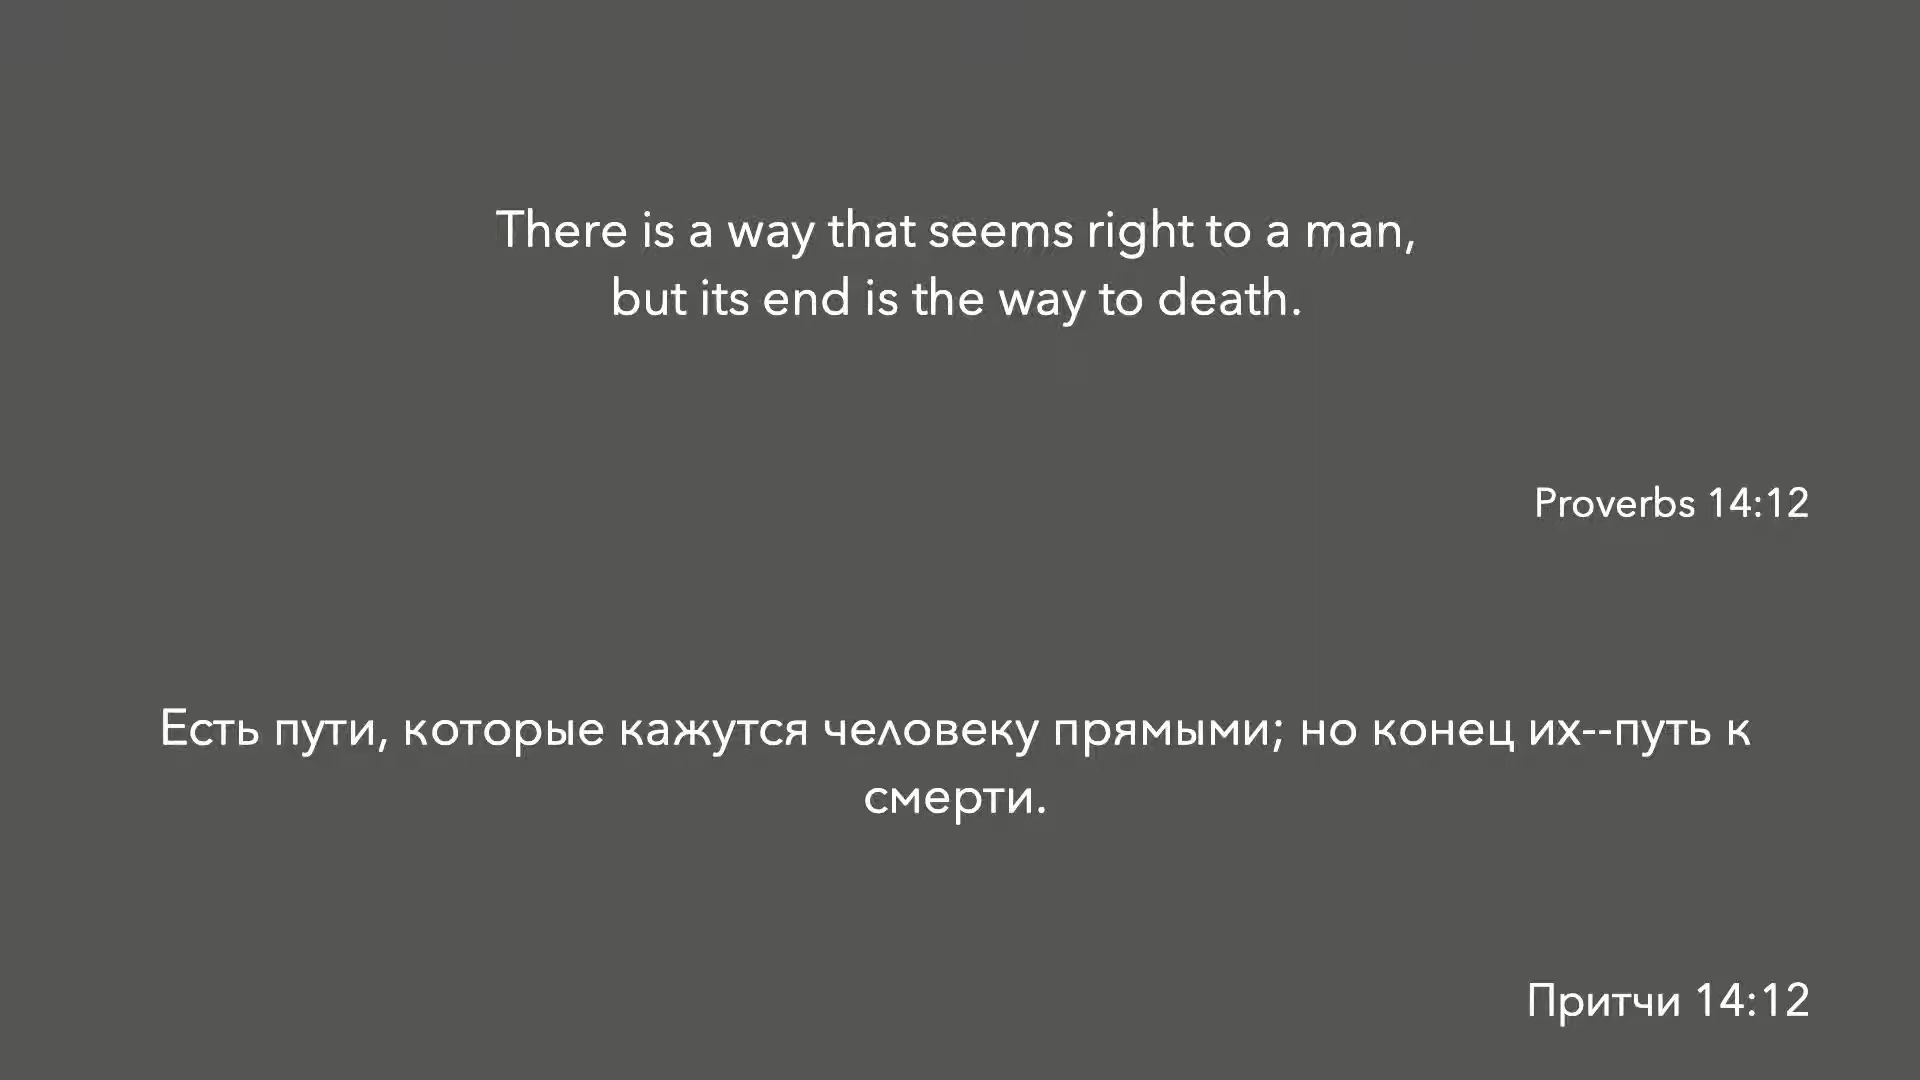 There is a way that seems right to a man,
but its end is the way to death.
Proverbs 14:12
Есть пути, которые кажутся человеку прямыми; но конец их--путь к
смерти.
Притчи 14:12